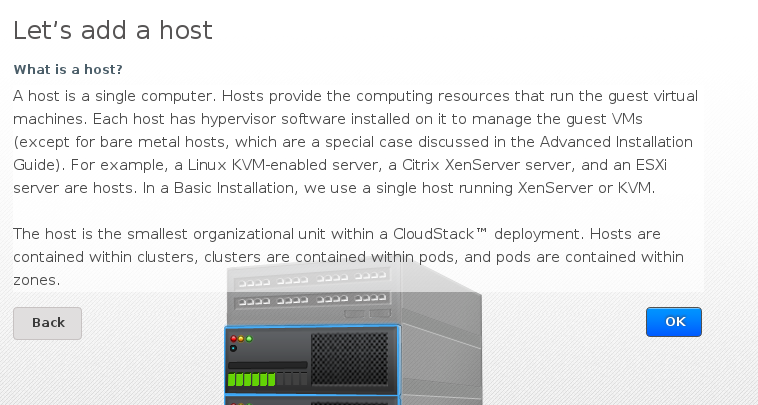 Let’s add a host
What is a host?
A host is a single computer. Hosts provide the computing resources that run the guest virtual
machines. Each host has hypervisor software installed on it to manage the guest VMs
(except for bare metal hosts, which are a special case discussed in the Advanced Installation
Guide). For example, a Linux KVM-enabled server, a Citrix XenServer server, and an ESXi
server are hosts. In a Basic Installation, we use a single host running XenServer or KVM.
The host is the smallest organizational unit within a CloudStack™ deployment. Hosts are
contained within clusters, clusters are contained within pods, and pods are contained within
zones.
Back
OK